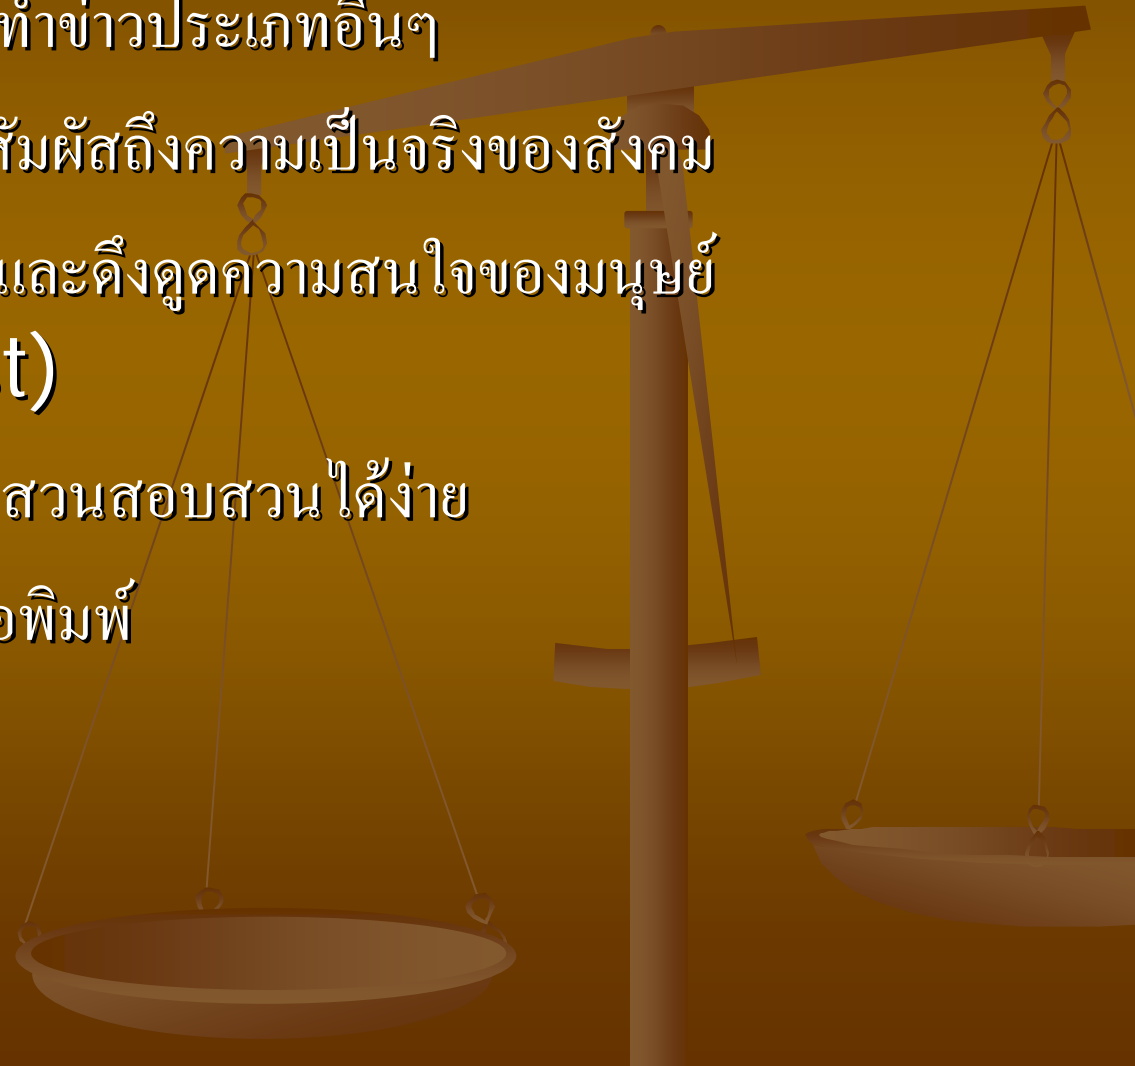 ทำข่าวประเภทอื่นๆ
สัมผัสถึงความเป็นจริงของสังคม
และดึงดูดความสนใจของมนุษย์
t)
สวนสอบสวนได้ง่าย
อพิมพ์